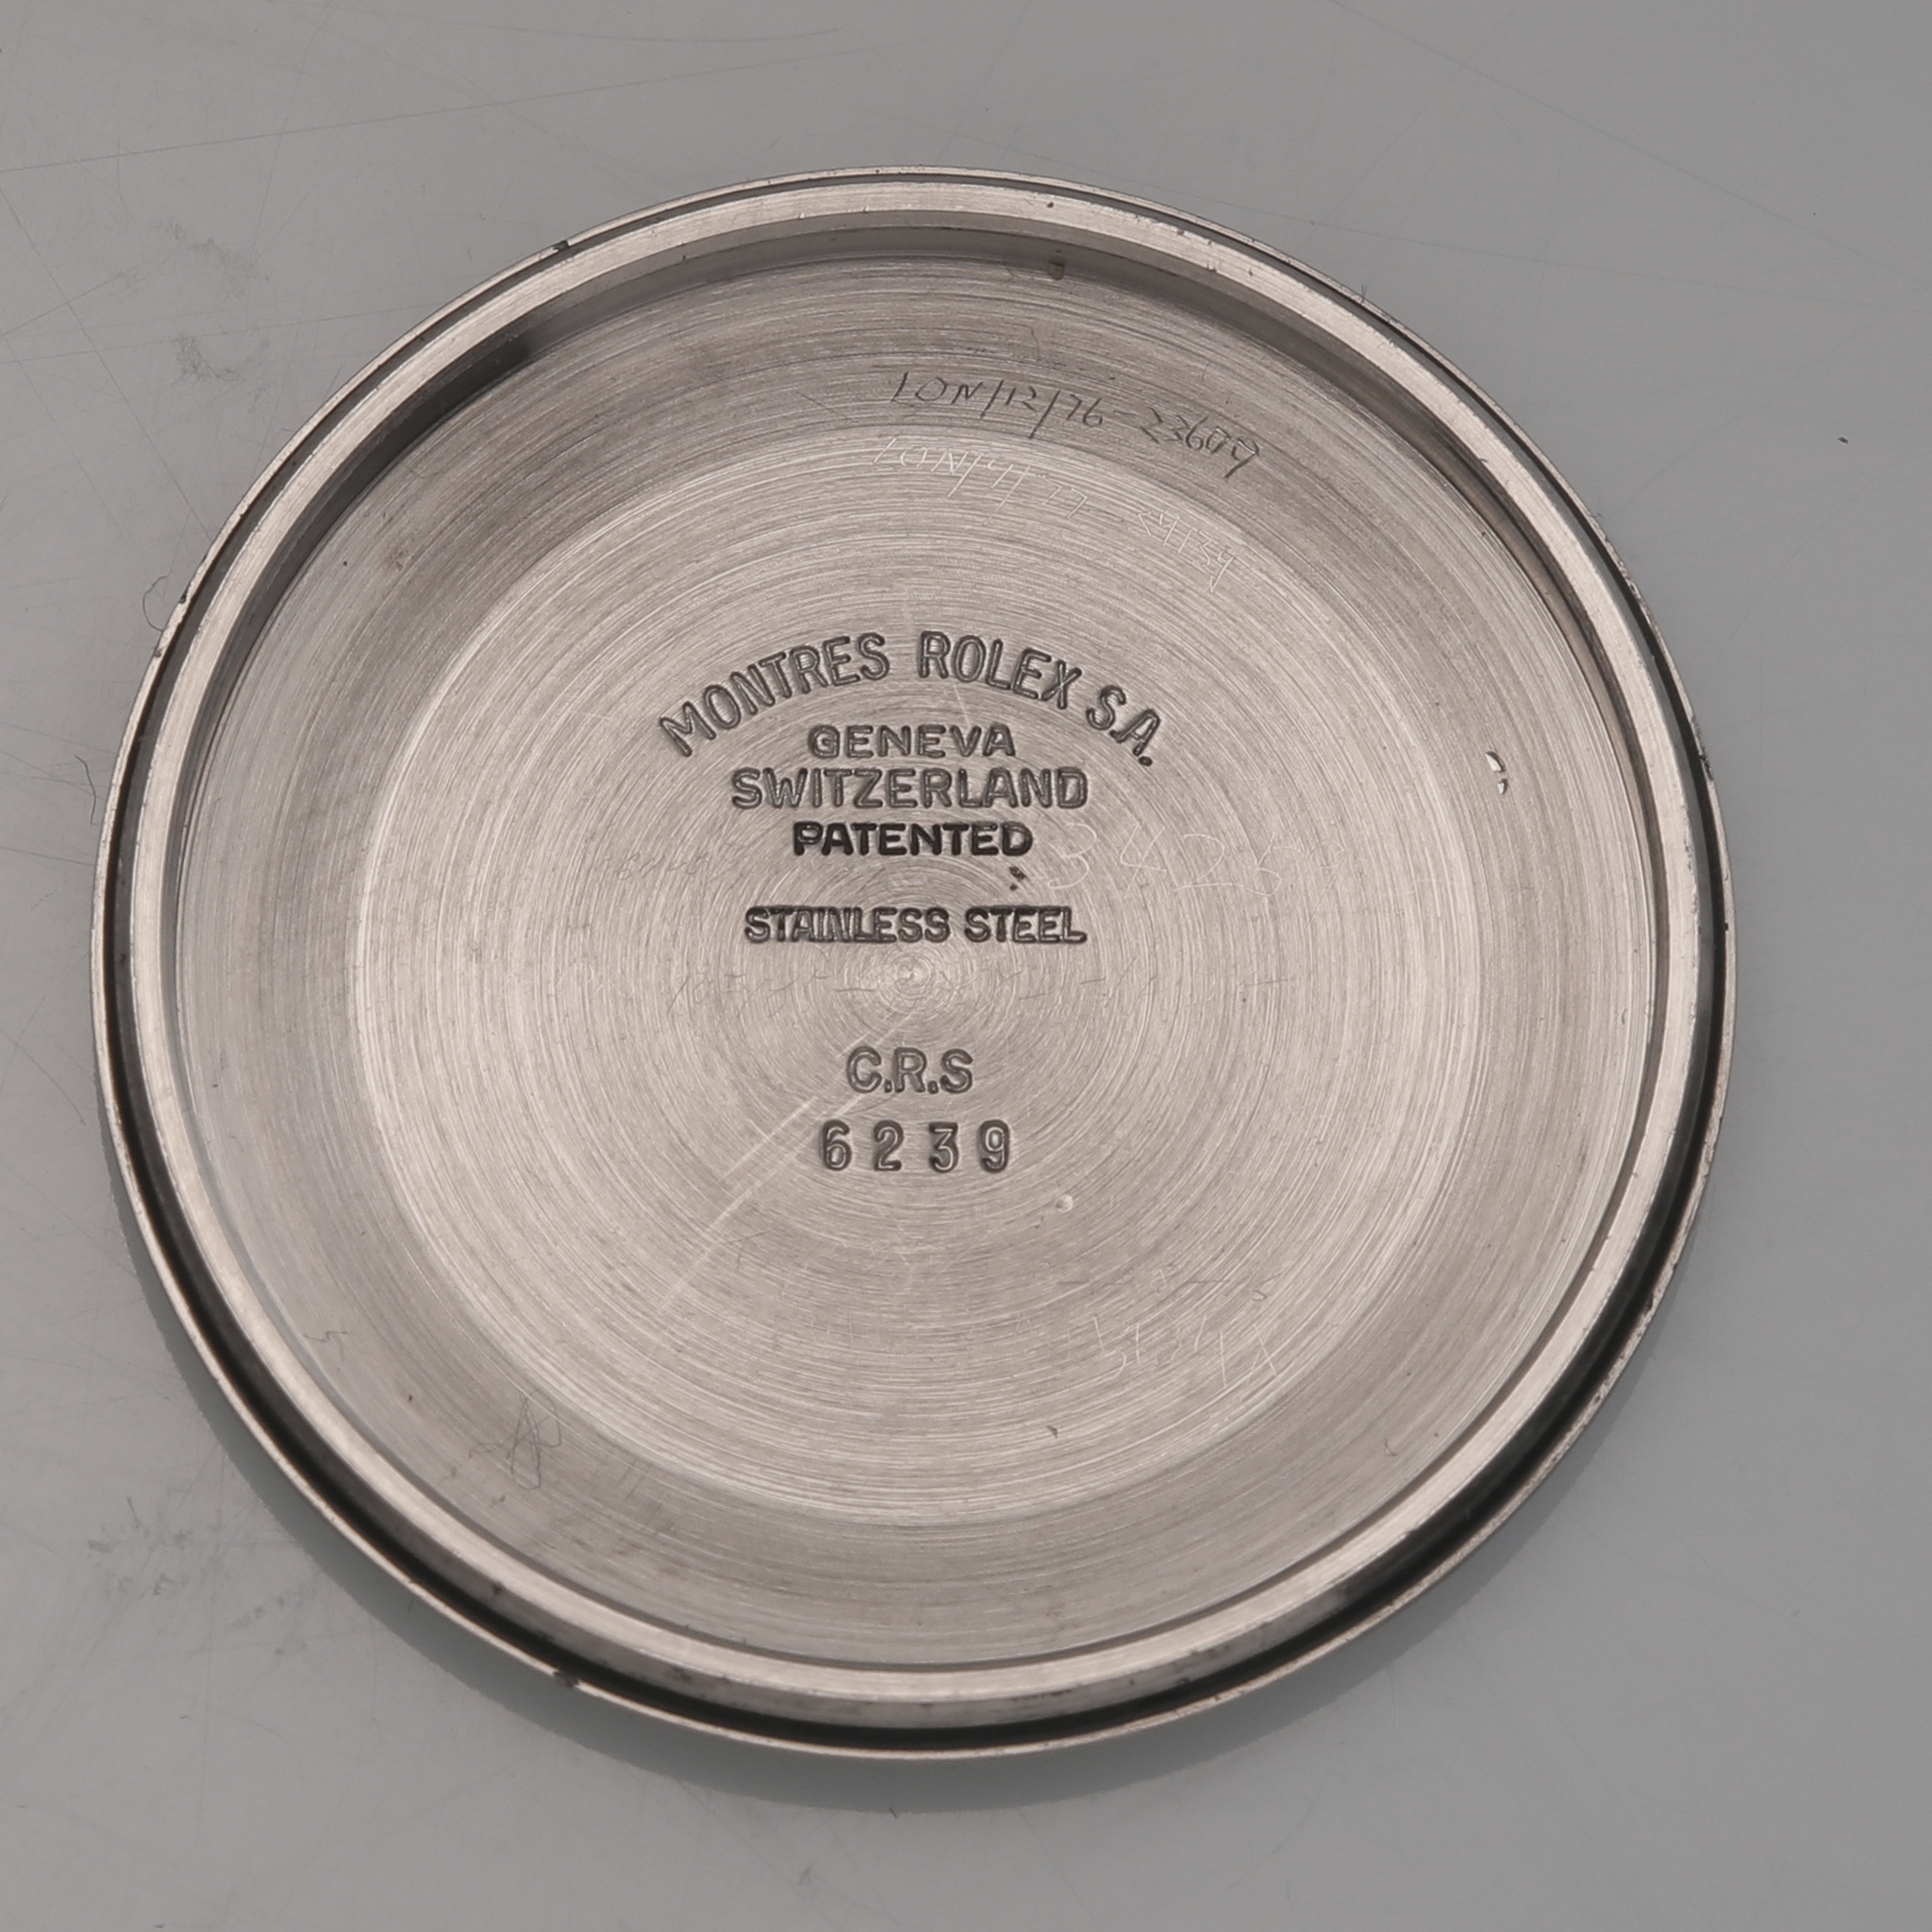 LON/12/76-23609
MONTRES ROLEX S.A.
GENEVA
SWITZERLAND
PATENTED
STAINLESS STEEL
C.R.S
6239